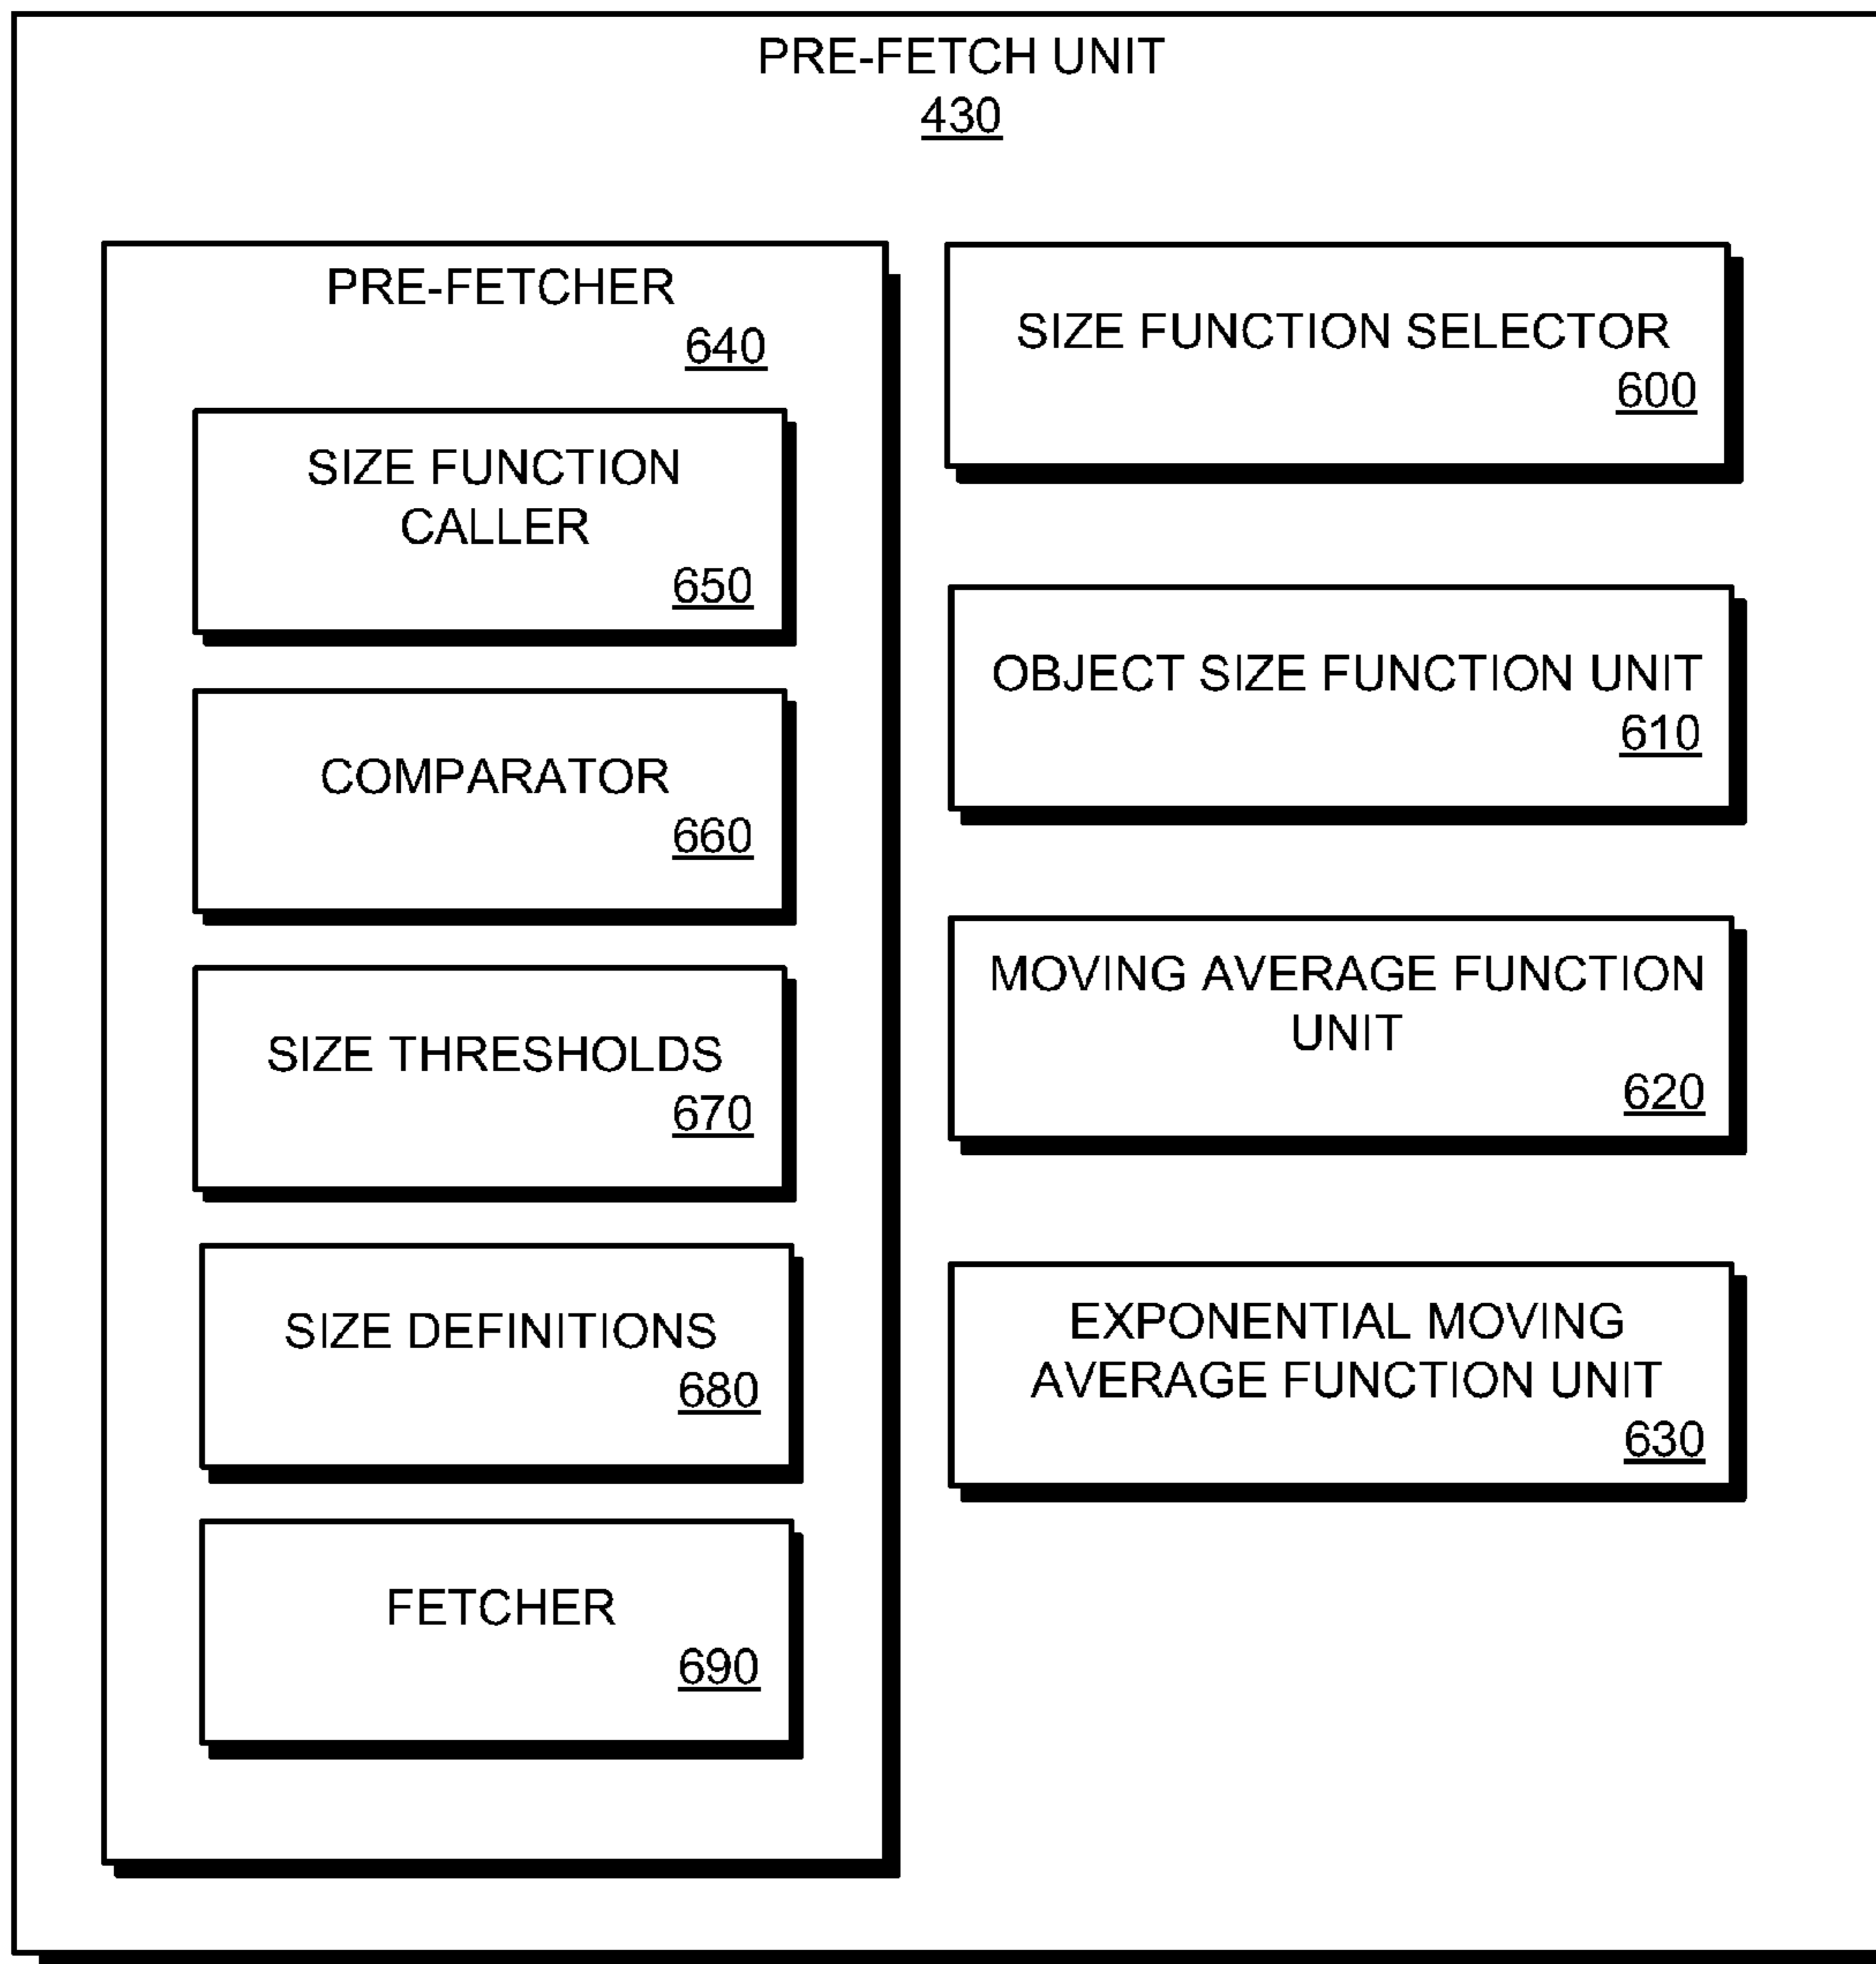 PRE-FETCH UNIT
430
PRE-FETCHER
640
SIZE FUNCTION
CALLER
650
COMPARATOR
660
SIZE THRESHOLDS
670
SIZE DEFINITIONS
680
FETCHER
690
SIZE FUNCTION SELECTOR
600
OBJECT SIZE FUNCTION UNIT
610
MOVING AVERAGE FUNCTION
UNIT
620
EXPONENTIAL MOVING
AVERAGE FUNCTION UNIT
630